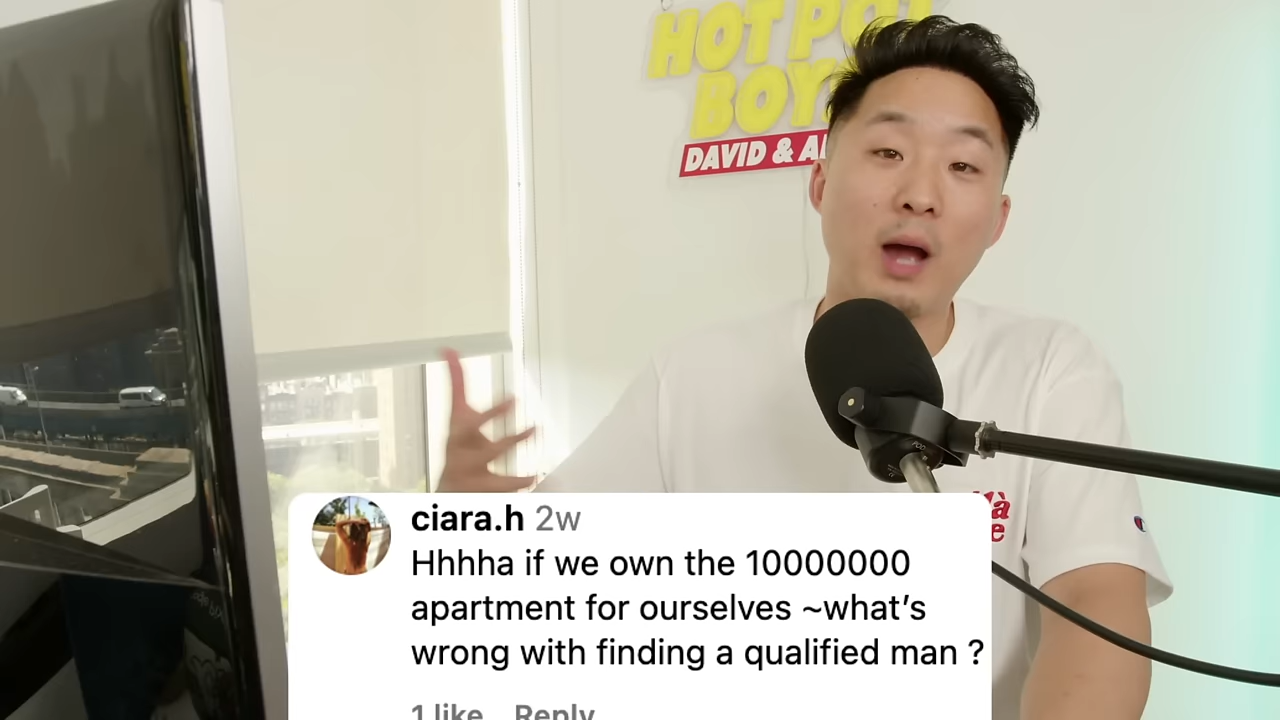 HOT POT
BOYS
DAVID & A
ciara.h 2w
Hhhha if we own the 10000000
apartment for ourselves ~what's
wrong with finding a qualified man ?
1 like Reply